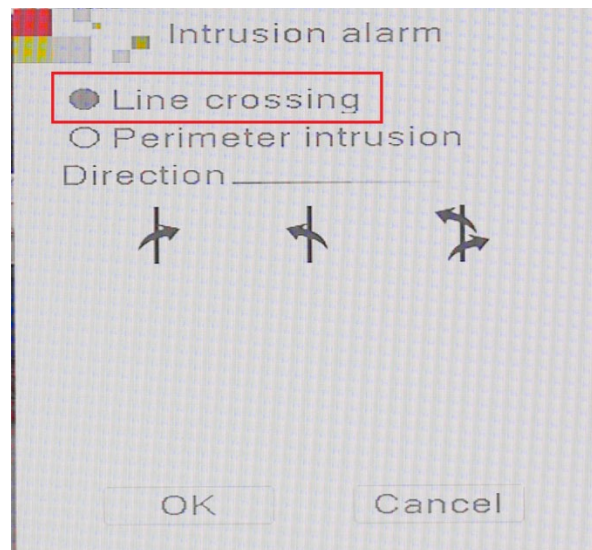 Intrusion alarm
Line crossing
Perimeter intrusion
Direction
OK Cancel